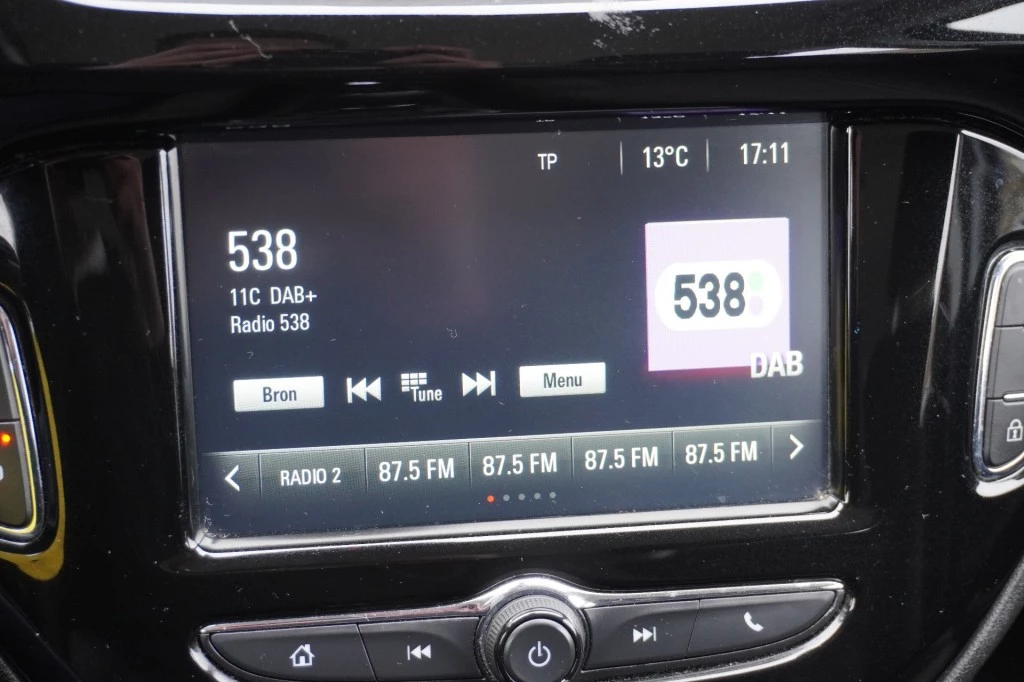 TP 13°C 17:11
538
11C DAB+
Radio 538
538
DAB
Bron Tune Menu
RADIO 2 87.5 FM 87.5 FM 87.5 FM 87.5 FM